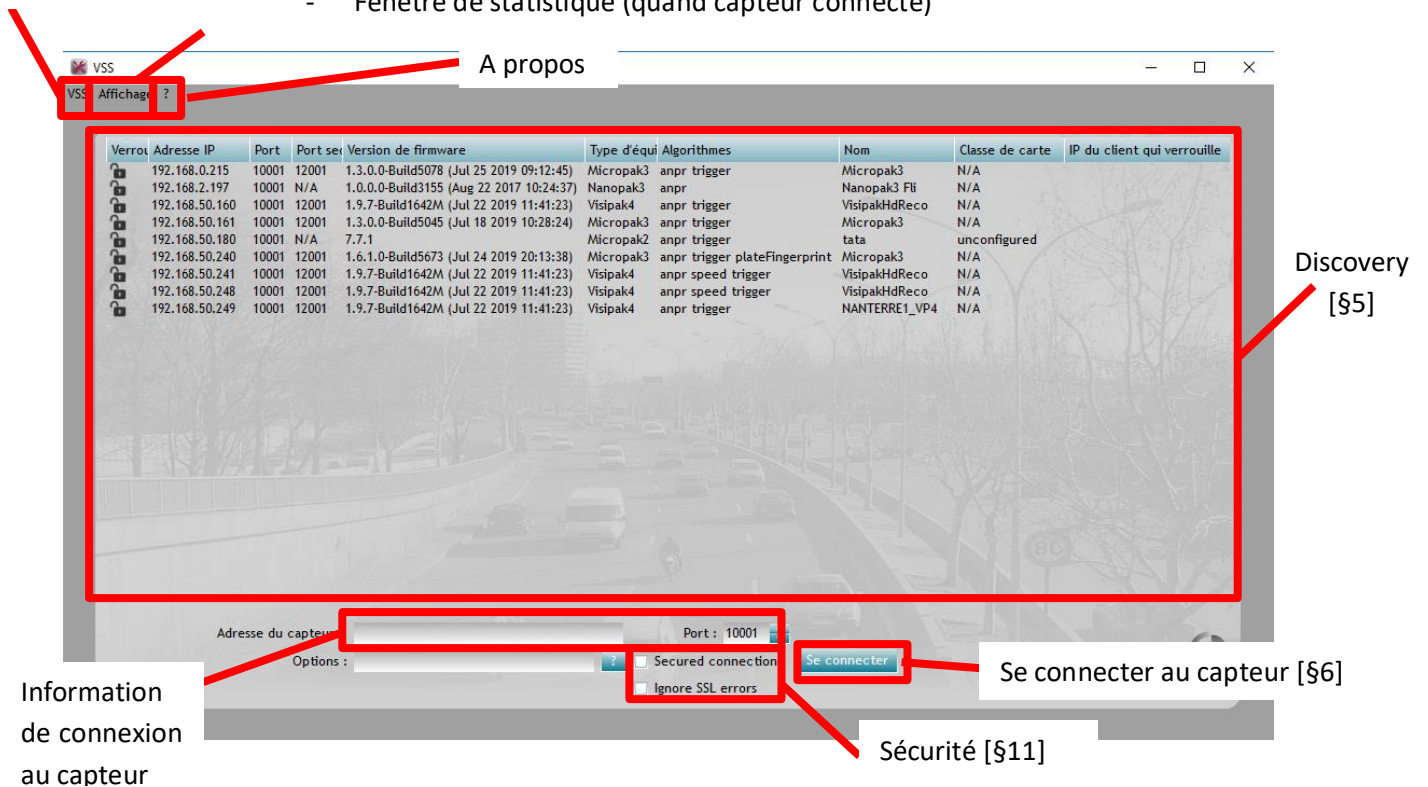 - Fenêtre de statistique (quand capteur connecté)
A propos
VSS
VSS Affichage ?
Verrou Adresse IP Port Port sec Version de firmware Type d'équi Algorithmes Nom Classe de carte IP du client qui verrouille
192.168.0.215 10001 12001 1.3.0.0-Build5078 (Jul 25 2019 09:12:45) Micropak3 anpr trigger Micropak3 N/A
192.168.2.197 10001 N/A 1.0.0.0-Build3155 (Aug 22 2017 10:24:37) Nanopak3 anpr Nanopak3 Fli N/A
192.168.50.160 10001 12001 1.9.7-Build1642M (Jul 22 2019 11:41:23) Visipak4 anpr trigger VisipakHdReco N/A
192.168.50.161 10001 12001 1.3.0.0-Build5045 (Jul 18 2019 10:28:24) Micropak3 anpr trigger Micropak3 N/A
192.168.50.180 10001 N/A 7.7.1 Micropak2 anpr trigger tata unconfigured
192.168.50.240 10001 12001 1.6.1.0-Build5673 (Jul 24 2019 20:13:38) Micropak3 anpr trigger plateFingerprint Micropak3 N/A
192.168.50.241 10001 12001 1.9.7-Build1642M (Jul 22 2019 11:41:23) Visipak4 anpr speed trigger VisipakHdReco N/A
192.168.50.248 10001 12001 1.9.7-Build1642M (Jul 22 2019 11:41:23) Visipak4 anpr speed trigger VisipakHdReco N/A
192.168.50.249 10001 12001 1.9.7-Build1642M (Jul 22 2019 11:41:23) Visipak4 anpr trigger NANTERRE1_VP4 N/A
Discovery
[§5]
Adresse du capteur Port : 10001
Options : ? Secured connection Se connecter
Ignore SSL errors
Se connecter au capteur [§6]
Information
de connexion
au capteur
Sécurité [§11]